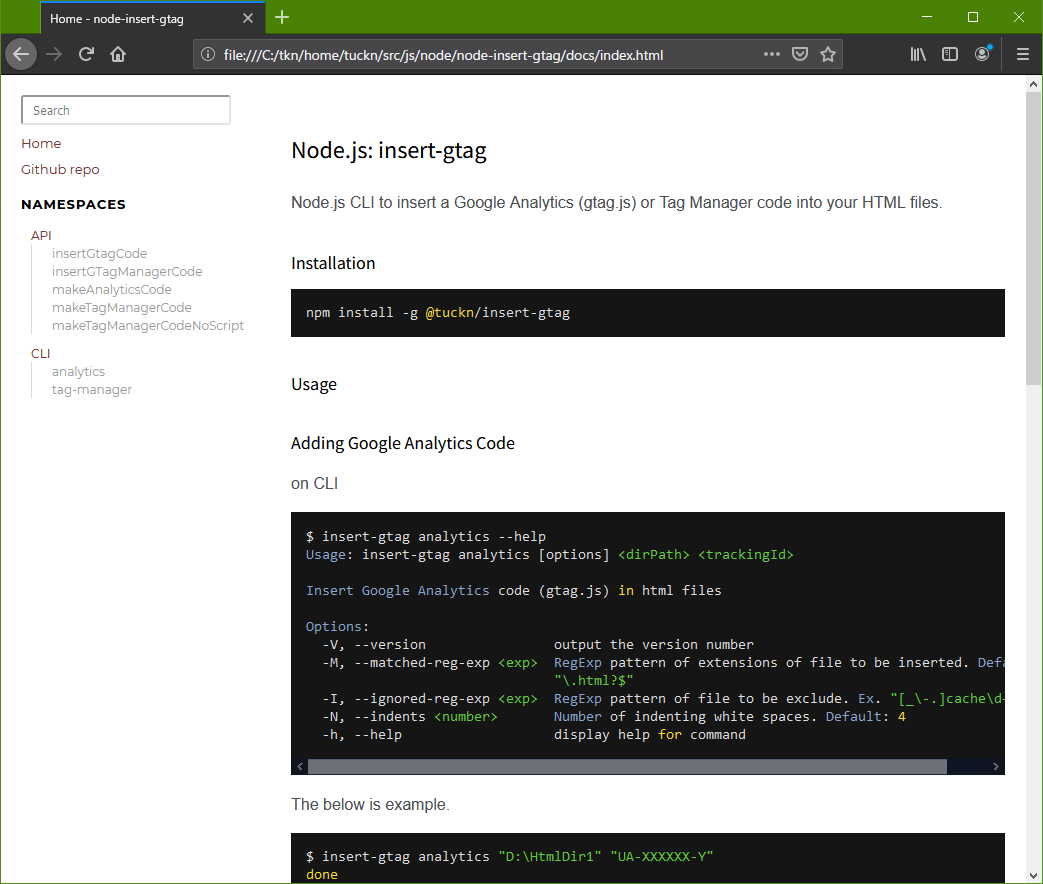 Home - node-insert-gtag
file:///C:/tkn/home/tuckn/src/js/node/node-insert-gtag/docs/index.html
Search
Home
Github repo
NAMESPACES
API
insertGtagCode
insertGTagManagerCode
makeAnalyticsCode
makeTagManagerCode
makeTagManagerCodeNoScript
CLI
analytics
tag-manager
Node.js: insert-gtag
Node.js CLI to insert a Google Analytics (gtag.js) or Tag Manager code into your HTML files.
Installation
npm install -g @tuckn/insert-gtag
Usage
Adding Google Analytics Code
on CLI
$ insert-gtag analytics --help
Usage: insert-gtag analytics [options] <dirPath> <trackingId>
Insert Google Analytics code (gtag.js) in html files
Options:
-V, --version output the version number
-M, --matched-reg-exp <exp> RegExp pattern of extensions of file to be inserted.
"\.html?$"
-I, --ignored-reg-exp <exp> RegExp pattern of file to be exclude. Ex. "[_\-.]cache\d
-N, --indents <number> Number of indenting white spaces. Default: 4
-h, --help display help for command
The below is example.
$ insert-gtag analytics "D:\HtmlDir1" "UA-XXXXXX-Y"
done